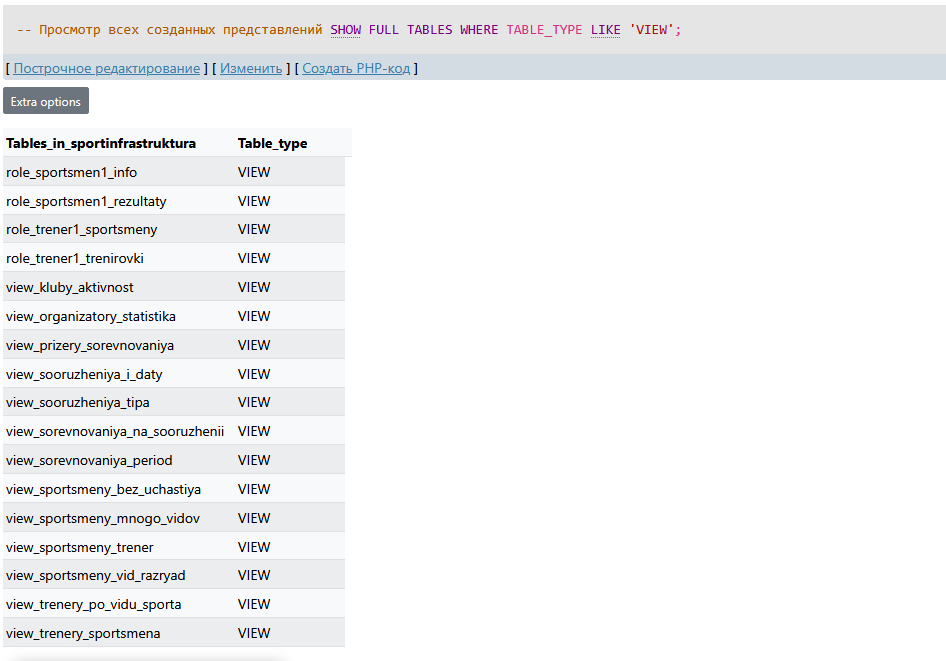 -- Просмотр всех созданных представлений SHOW FULL TABLES WHERE TABLE_TYPE LIKE 'VIEW';
[ Построчное редактирование ] [ Изменить ] [ Создать PHP-код ]
Extra options
Tables_in_sportinfrastruktura Table_type
role_sportsmen1_info VIEW
role_sportsmen1_rezultaty VIEW
role_trener1_sportsmeny VIEW
role_trener1_trenirovki VIEW
view_kluby_aktivnost VIEW
view_organizatory_statistika VIEW
view_prizery_sorevnovaniya VIEW
view_sooruzheniya_i_daty VIEW
view_sooruzheniya_tipa VIEW
view_sorevnovaniya_na_sooruzhenii VIEW
view_sorevnovaniya_period VIEW
view_sportsmeny_bez_uchastiya VIEW
view_sportsmeny_mnogo_vidov VIEW
view_sportsmeny_trener VIEW
view_sportsmeny_vid_razryad VIEW
view_trenery_po_vidu_sporta VIEW
view_trenery_sportsmena VIEW